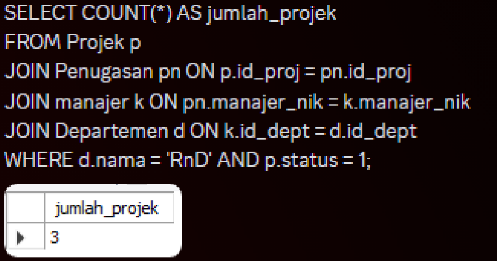 SELECT COUNT(*) AS jumlah_projek
FROM Projek p
JOIN Penugasan pn ON p.id_proj = pn.id_proj
JOIN manajer k ON pn.manajer_nik = k.manajer_nik
JOIN Departemen d ON k.id_dept = d.id_dept
WHERE d.nama = 'RnD' AND p.status = 1;
jumlah_projek
3